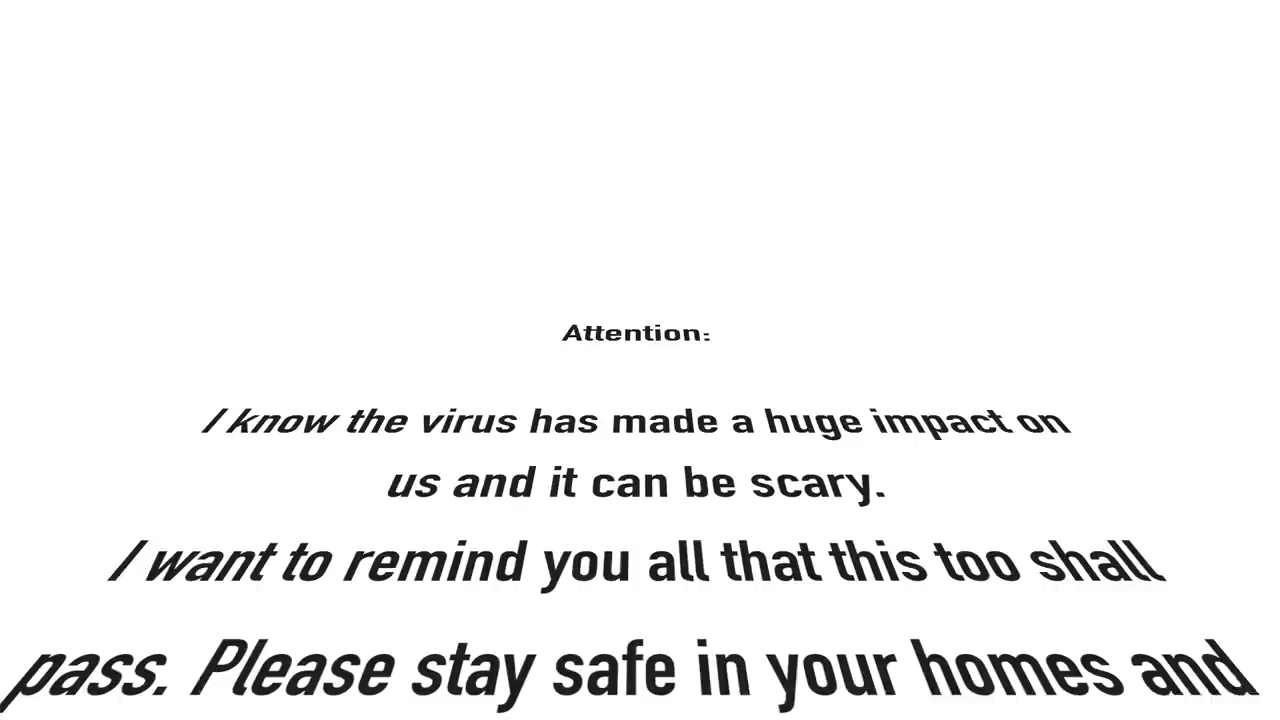 Attention:
I know the virus has made a huge impact on
us and it can be scary.
I want to remind you all that this too shall
pass. Please stay safe in your homes and